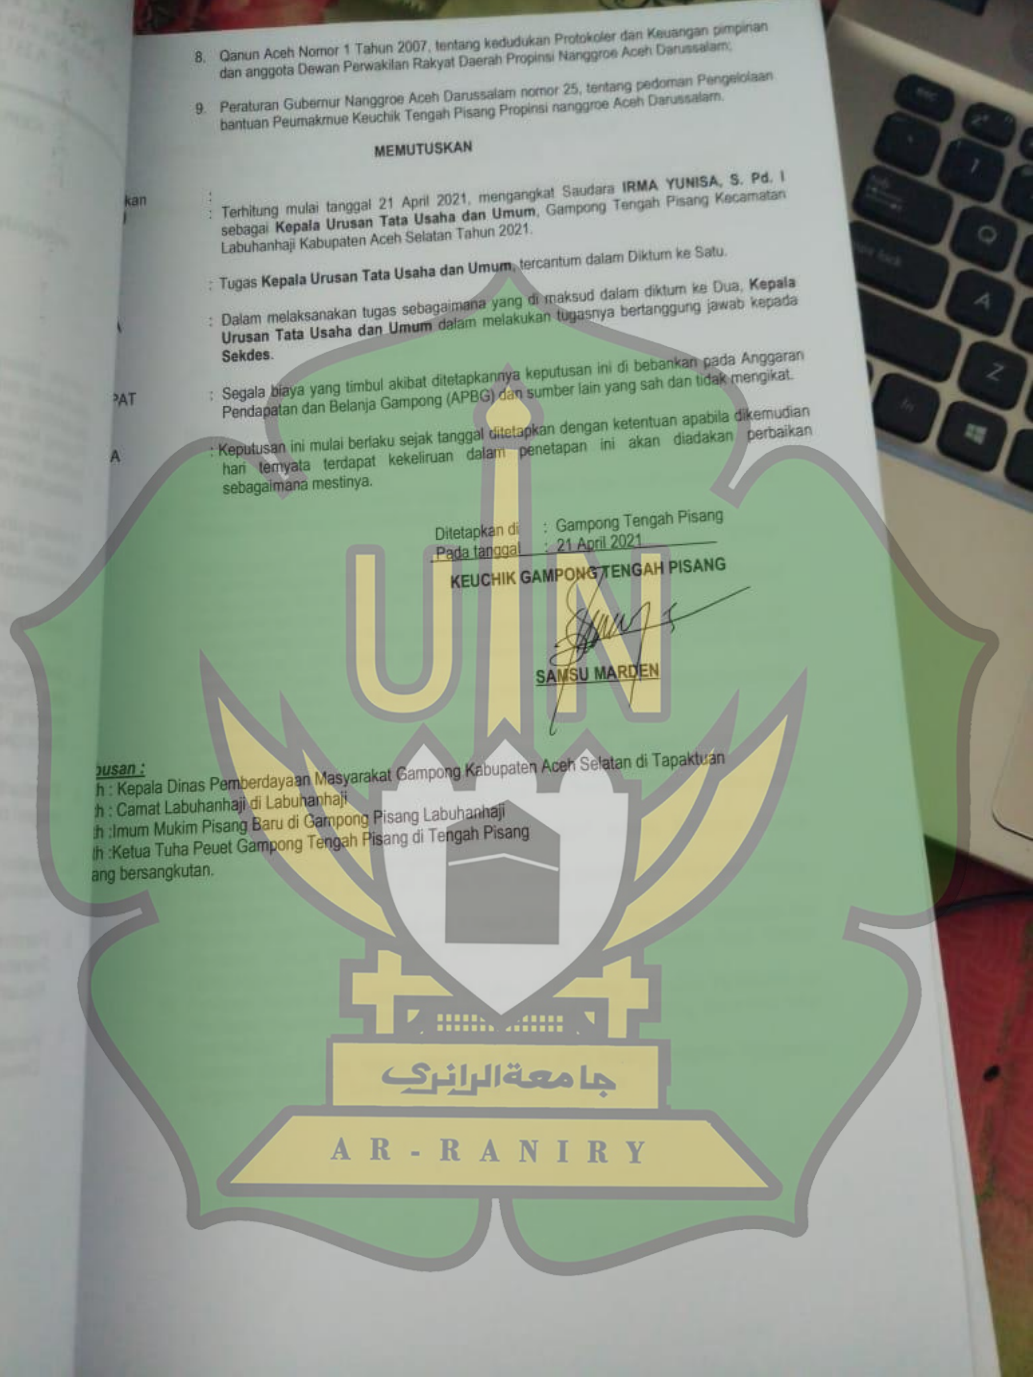 8. Qanun Aceh Nomor 1 Tahun 2007, tentang kedudukan Protokoler dan Keuangan pimpinan
dan anggota Dewan Perwakilan Rakyat Daerah Propinsi Nanggroe Aceh Darussalam;
9. Peraturan Gubernur Nanggroe Aceh Darussalam nomor 25, tentang pedoman Pengelolaan
bantuan Peumakmue Keuchik Tengah Pisang Propinsi nanggroe Aceh Darussalam.
MEMUTUSKAN
kan :
: Terhitung mulai tanggal 21 April 2021, mengangkat Saudara IRMA YUNISA, S. Pd. I
sebagai Kepala Urusan Tata Usaha dan Umum, Gampong Tengah Pisang Kecamatan
Labuhanhaji Kabupaten Aceh Selatan Tahun 2021.
: Tugas Kepala Urusan Tata Usaha dan Umum, tercantum dalam Diktum ke Satu.
: Dalam melaksanakan tugas sebagaimana yang di maksud dalam diktum ke Dua, Kepala
Urusan Tata Usaha dan Umum dalam melakukan tugasnya bertanggung jawab kepada
Sekdes.
PAT : Segala biaya yang timbul akibat ditetapkannya keputusan ini di bebankan pada Anggaran
Pendapatan dan Belanja Gampong (APBG) dan sumber lain yang sah dan tidak mengikat.
A : Keputusan ini mulai berlaku sejak tanggal ditetapkan dengan ketentuan apabila dikemudian
hari ternyata terdapat kekeliruan dalam penetapan ini akan diadakan perbaikan
sebagaimana mestinya.
Ditetapkan di : Gampong Tengah Pisang
Pada tanggal : 21 April 2021
KEUCHIK GAMPONG TENGAH PISANG
SAMSU MARDEN
busan :
th : Kepala Dinas Pemberdayaan Masyarakat Gampong Kabupaten Aceh Selatan di Tapaktuan
th : Camat Labuhanhaji di Labuhanhaji
th :Imum Mukim Pisang Baru di Gampong Pisang Labuhanhaji
th :Ketua Tuha Peuet Gampong Tengah Pisang di Tengah Pisang
ang bersangkutan.
UIN
جامعة الرانري
AR-RANIRY
esc
Q
A
Z
fn